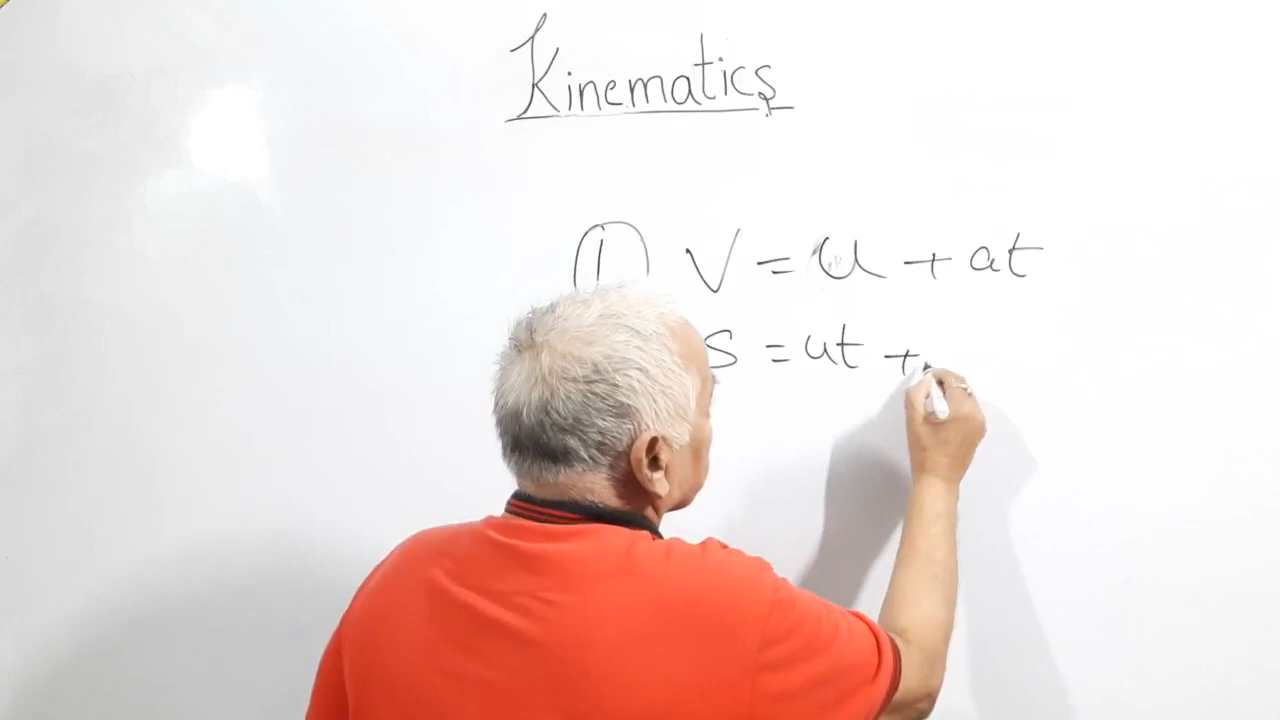 Kinematics
① V = u + at
s = ut +